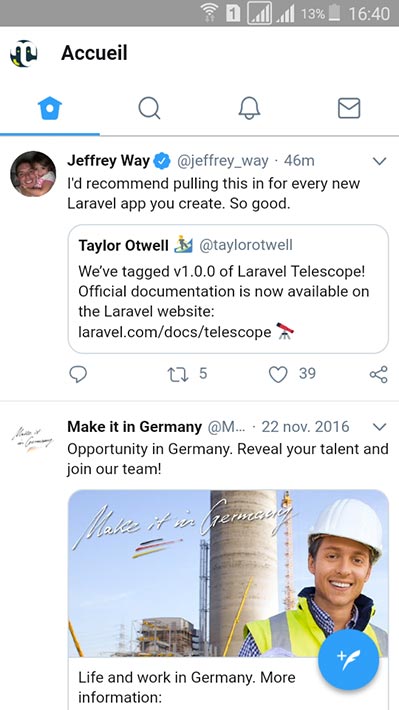 1 13% 16:40
Accueil
Jeffrey Way @jeffrey_way · 46m
I'd recommend pulling this in for every new
Laravel app you create. So good.
Taylor Otwell @taylorotwell
We've tagged v1.0.0 of Laravel Telescope!
Official documentation is now available on
the Laravel website:
laravel.com/docs/telescope
5 39
Make it in Germany
Make it in Germany @M... · 22 nov. 2016
Opportunity in Germany. Reveal your talent and
join our team!
Make it in Germany
Life and work in Germany. More
information: